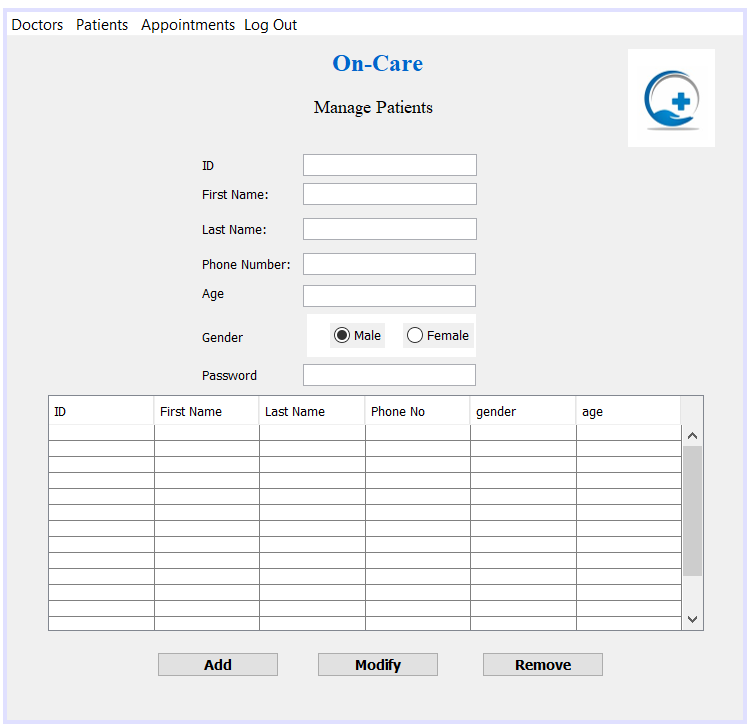 Doctors Patients Appointments Log Out
On-Care
Manage Patients
ID
First Name:
Last Name:
Phone Number:
Age
Gender Male Female
Password
ID First Name Last Name Phone No gender age
Add Modify Remove